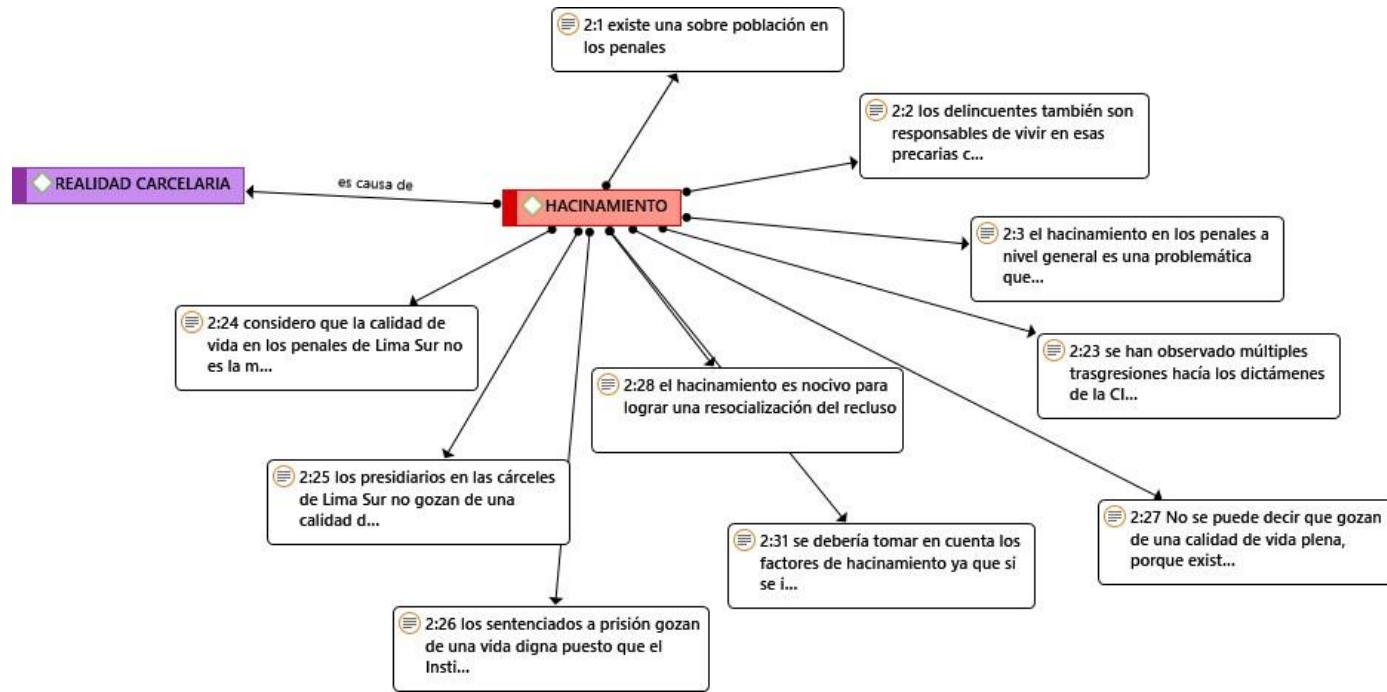 2:1 existe una sobre población en
los penales
2:2 los delincuentes también son
responsables de vivir en esas
precarias c...
REALIDAD CARCELARIA
es causa de
HACINAMIENTO
2:3 el hacinamiento en los penales a
nivel general es una problemática
que...
2:24 considero que la calidad de
vida en los penales de Lima Sur no
es la m...
2:23 se han observado múltiples
trasgresiones hacía los dictámenes
de la CI...
2:28 el hacinamiento es nocivo para
lograr una resocialización del recluso
2:25 los presidiarios en las cárceles
de Lima Sur no gozan de una
calidad d...
2:27 No se puede decir que gozan
de una calidad de vida plena,
porque exist...
2:31 se debería tomar en cuenta los
factores de hacinamiento ya que si
se i...
2:26 los sentenciados a prisión gozan
de una vida digna puesto que el
Insti...